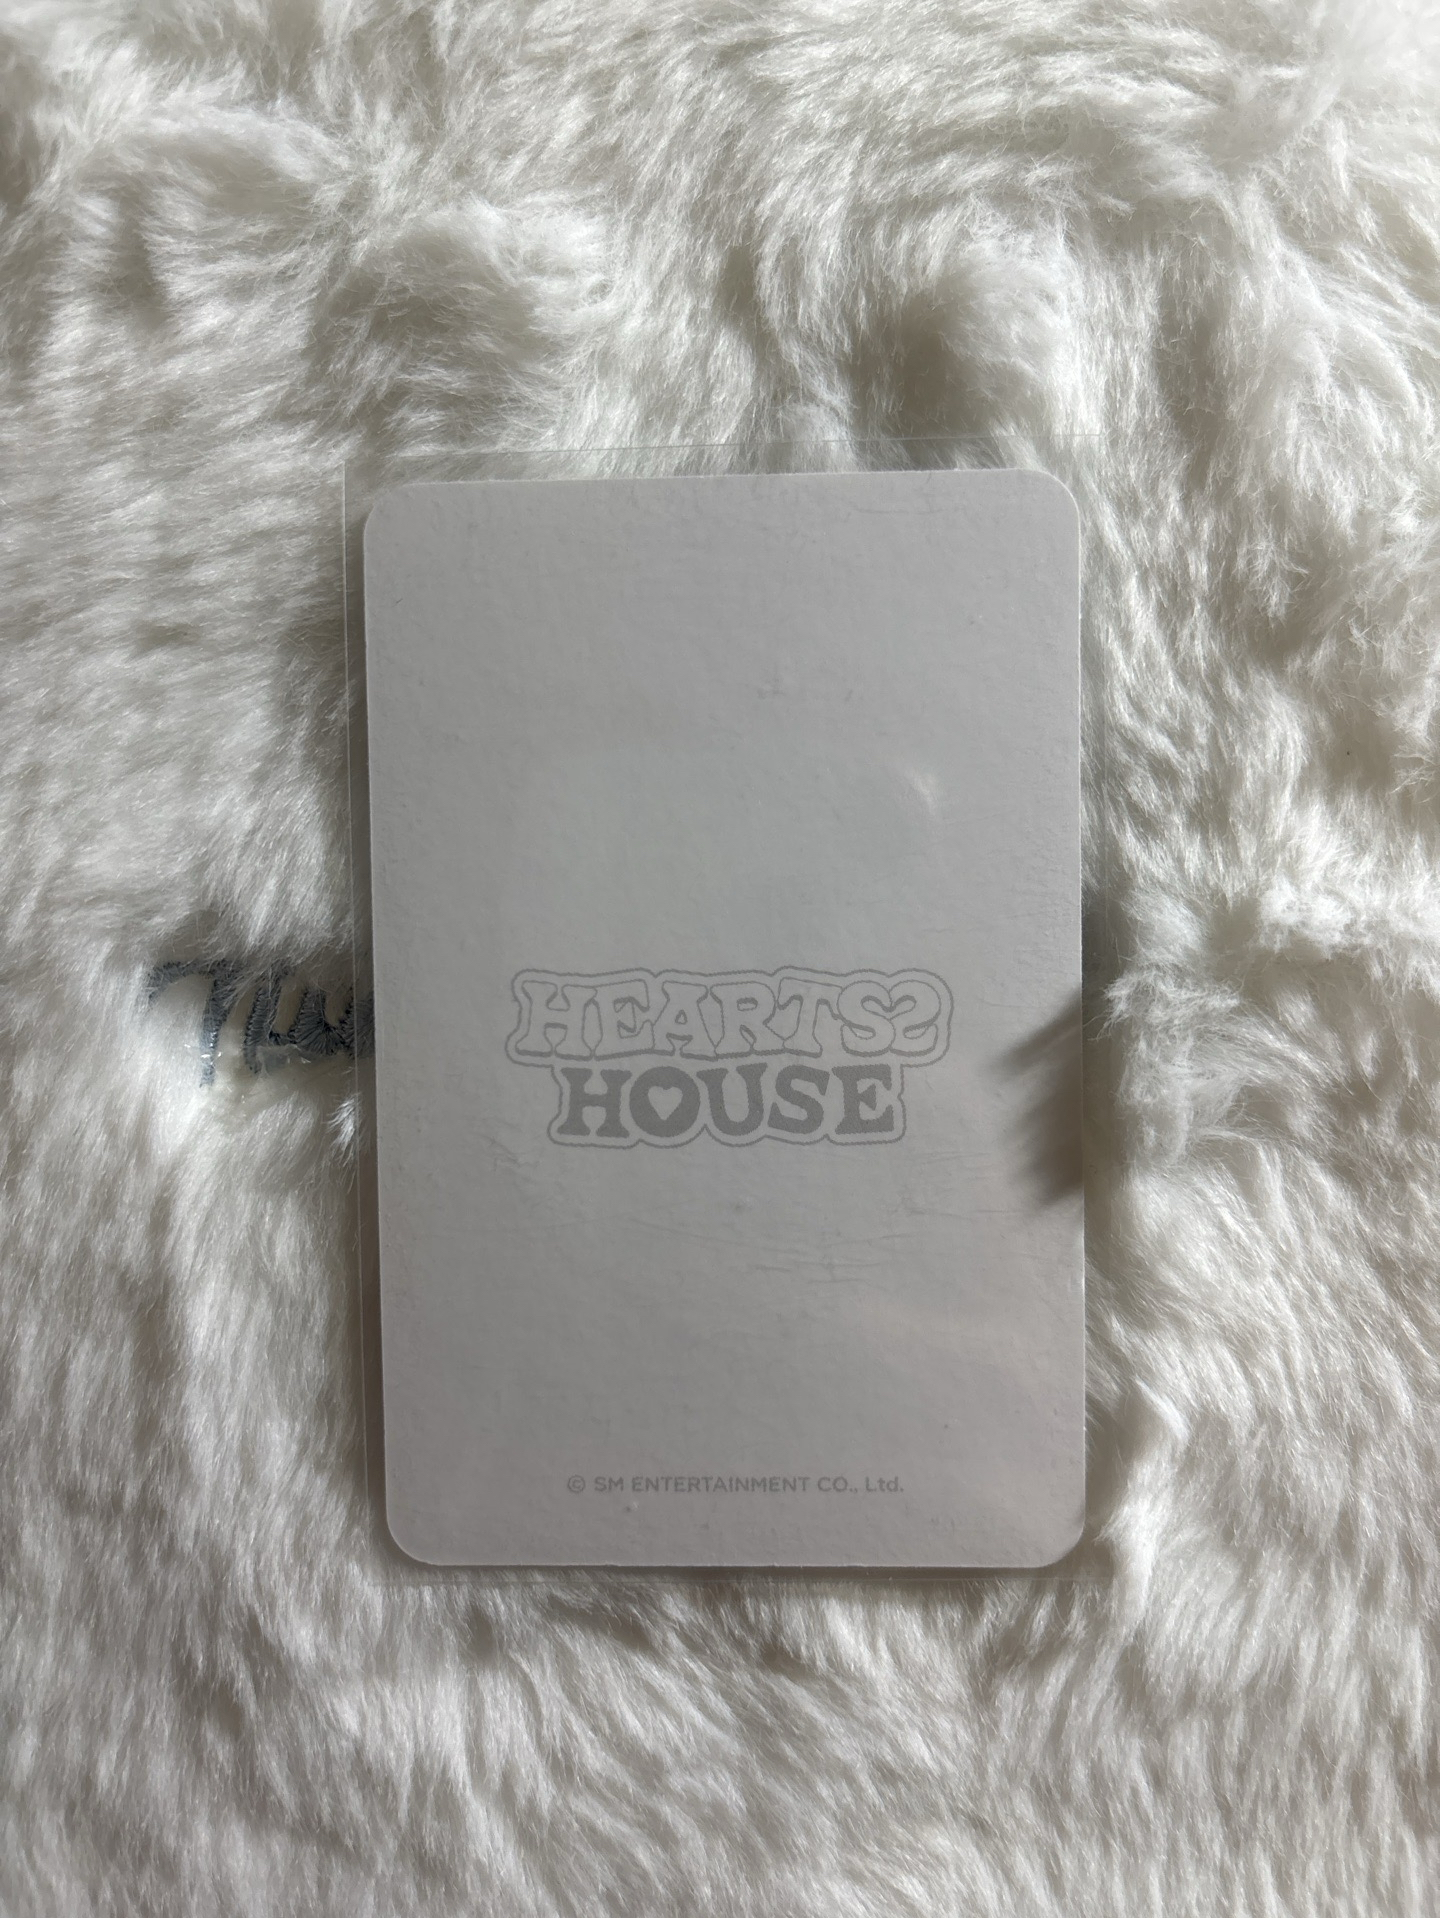 HEARTS2
HOUSE
© SM ENTERTAINMENT CO., Ltd.